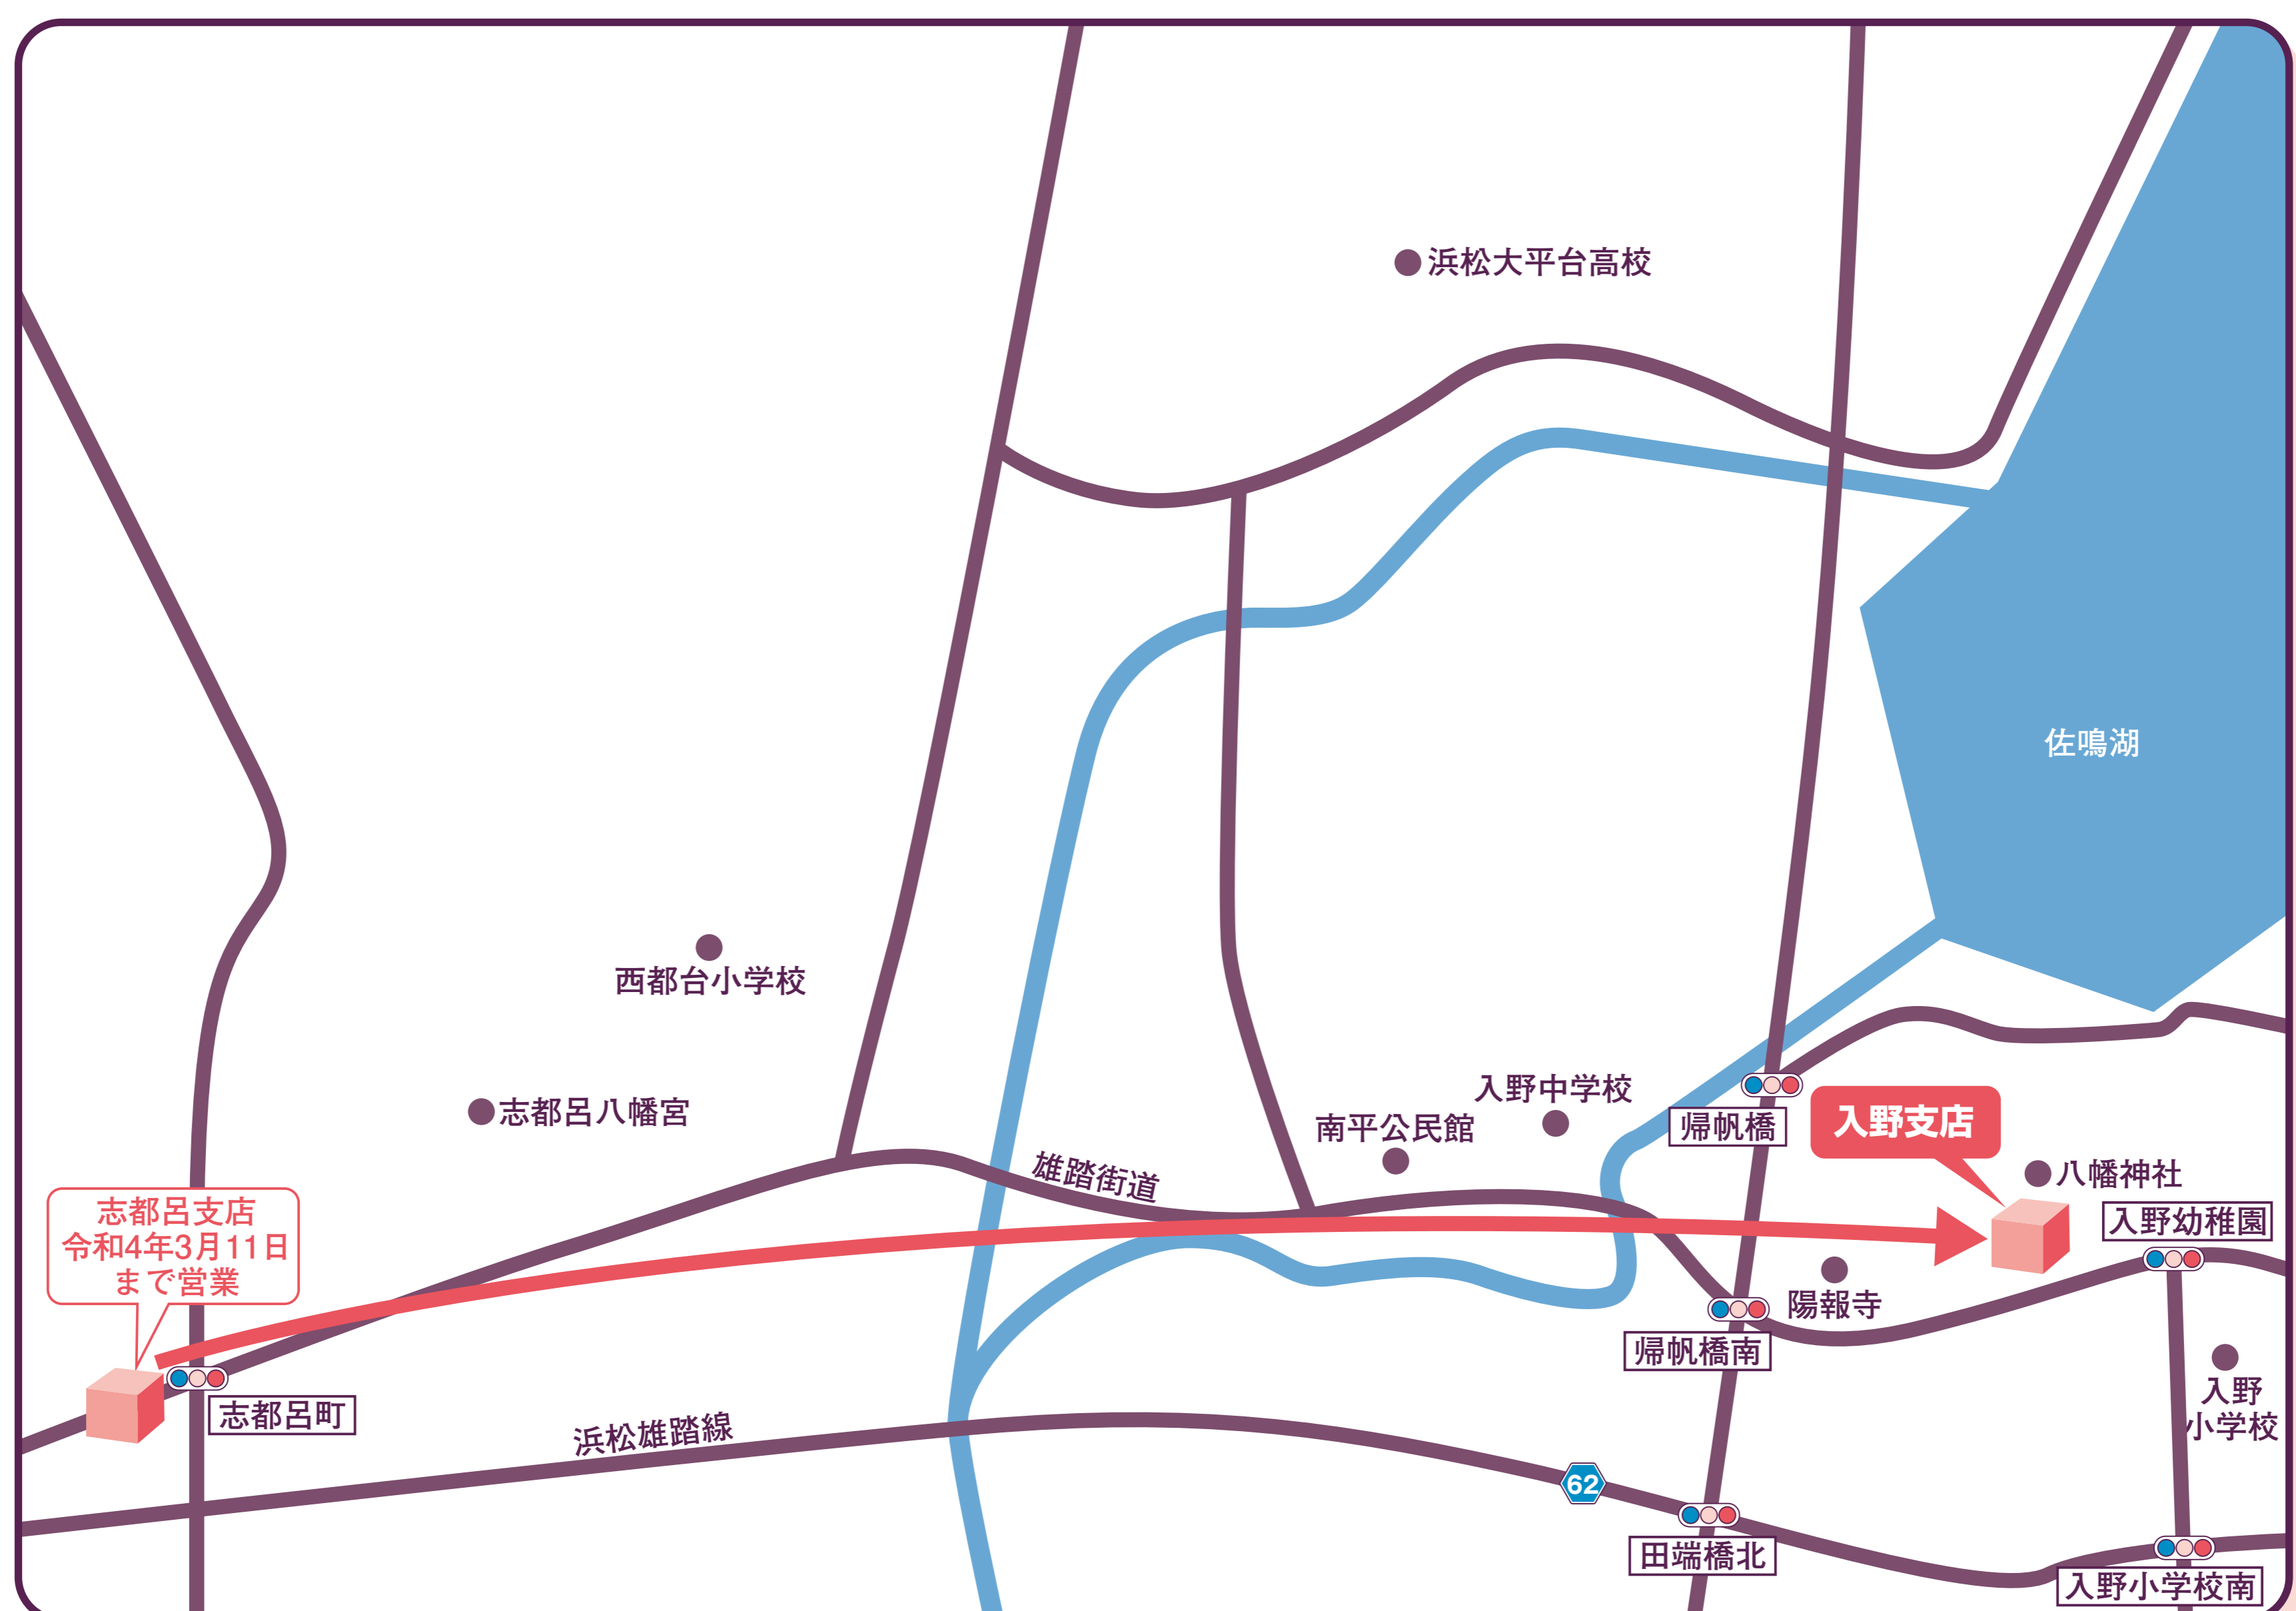 浜松大平台高校
佐鳴湖
西都台小学校
志都呂八幡宮
入野中学校
南平公民館
帰帆橋
入野支店
八幡神社
雄踏街道
入野幼稚園
志都呂支店
令和4年3月11日
まで営業
陽報寺
帰帆橋南
入野
小学校
志都呂町
浜松雄踏線
62
田端橋北
入野小学校南